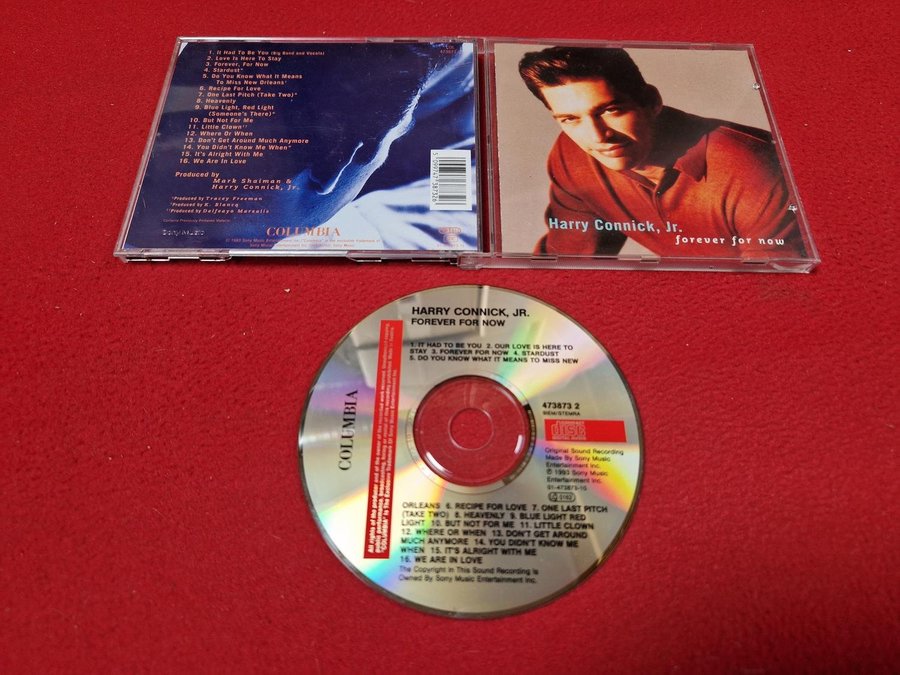 1. It Had To Be You (Big Band and Vocals)
2. Love Is Here To Stay
3. Forever, For Now
4. Stardust*
5. Do You Know What It Means
To Miss New Orleans'
6. Recipe For Love
7. One Last Pitch (Take Two)*
8. Heavenly
9. Blue Light, Red Light
(Someone's There)*
10. But Not For Me
11. Little Clown
12. Where Or When
13. Don't Get Around Much Anymore
14. You Didn't Know Me When*
15. It's Alright With Me
16. We Are In Love
Produced by
Mark Shaiman &
Harry Connick, Jr.
Produced by Tracey Freeman
Produced by Delfeayo Marsalis
Sony Music
COLUMBIA
Harry Connick, Jr.
forever for now
HARRY CONNICK, JR.
FOREVER FOR NOW
1. IT HAD TO BE YOU 2. OUR LOVE IS HERE TO
STAY 3. FOREVER FOR NOW 4. STARDUST
5. DO YOU KNOW WHAT IT MEANS TO MISS NEW
COLUMBIA
473873 2
BIEM/STEMRA
COMPACT
disc
DIGITAL AUDIO
Original Sound Recording
Made By Sony Music
Entertainment Inc.
℗ 1993 Sony Music
Entertainment Inc.
01-473873-10
ORLEANS 6. RECIPE FOR LOVE 7. ONE LAST PITCH
(TAKE TWO) 8. HEAVENLY 9. BLUE LIGHT RED
LIGHT 10. BUT NOT FOR ME 11. LITTLE CLOWN
12. WHERE OR WHEN 13. DON'T GET AROUND
MUCH ANYMORE 14. YOU DIDN'T KNOW ME
WHEN 15. IT'S ALRIGHT WITH ME
16. WE ARE IN LOVE
The Copyright In This Sound Recording Is
Owned By Sony Music Entertainment Inc.